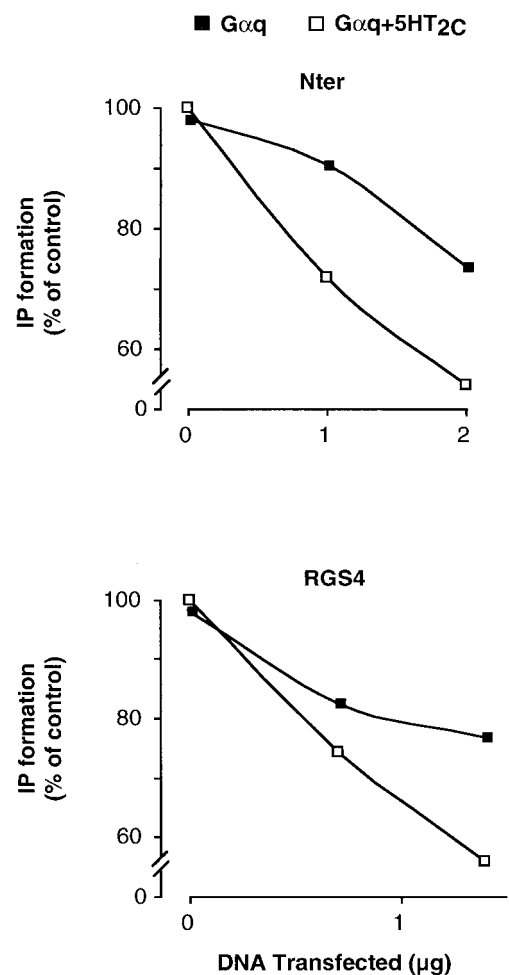 Gαq Gαq+5HT2C
Nter
100
80
60
0
IP formation
(% of control)
0 1 2
RGS4
100
80
60
0
IP formation
(% of control)
0 1
DNA Transfected (μg)